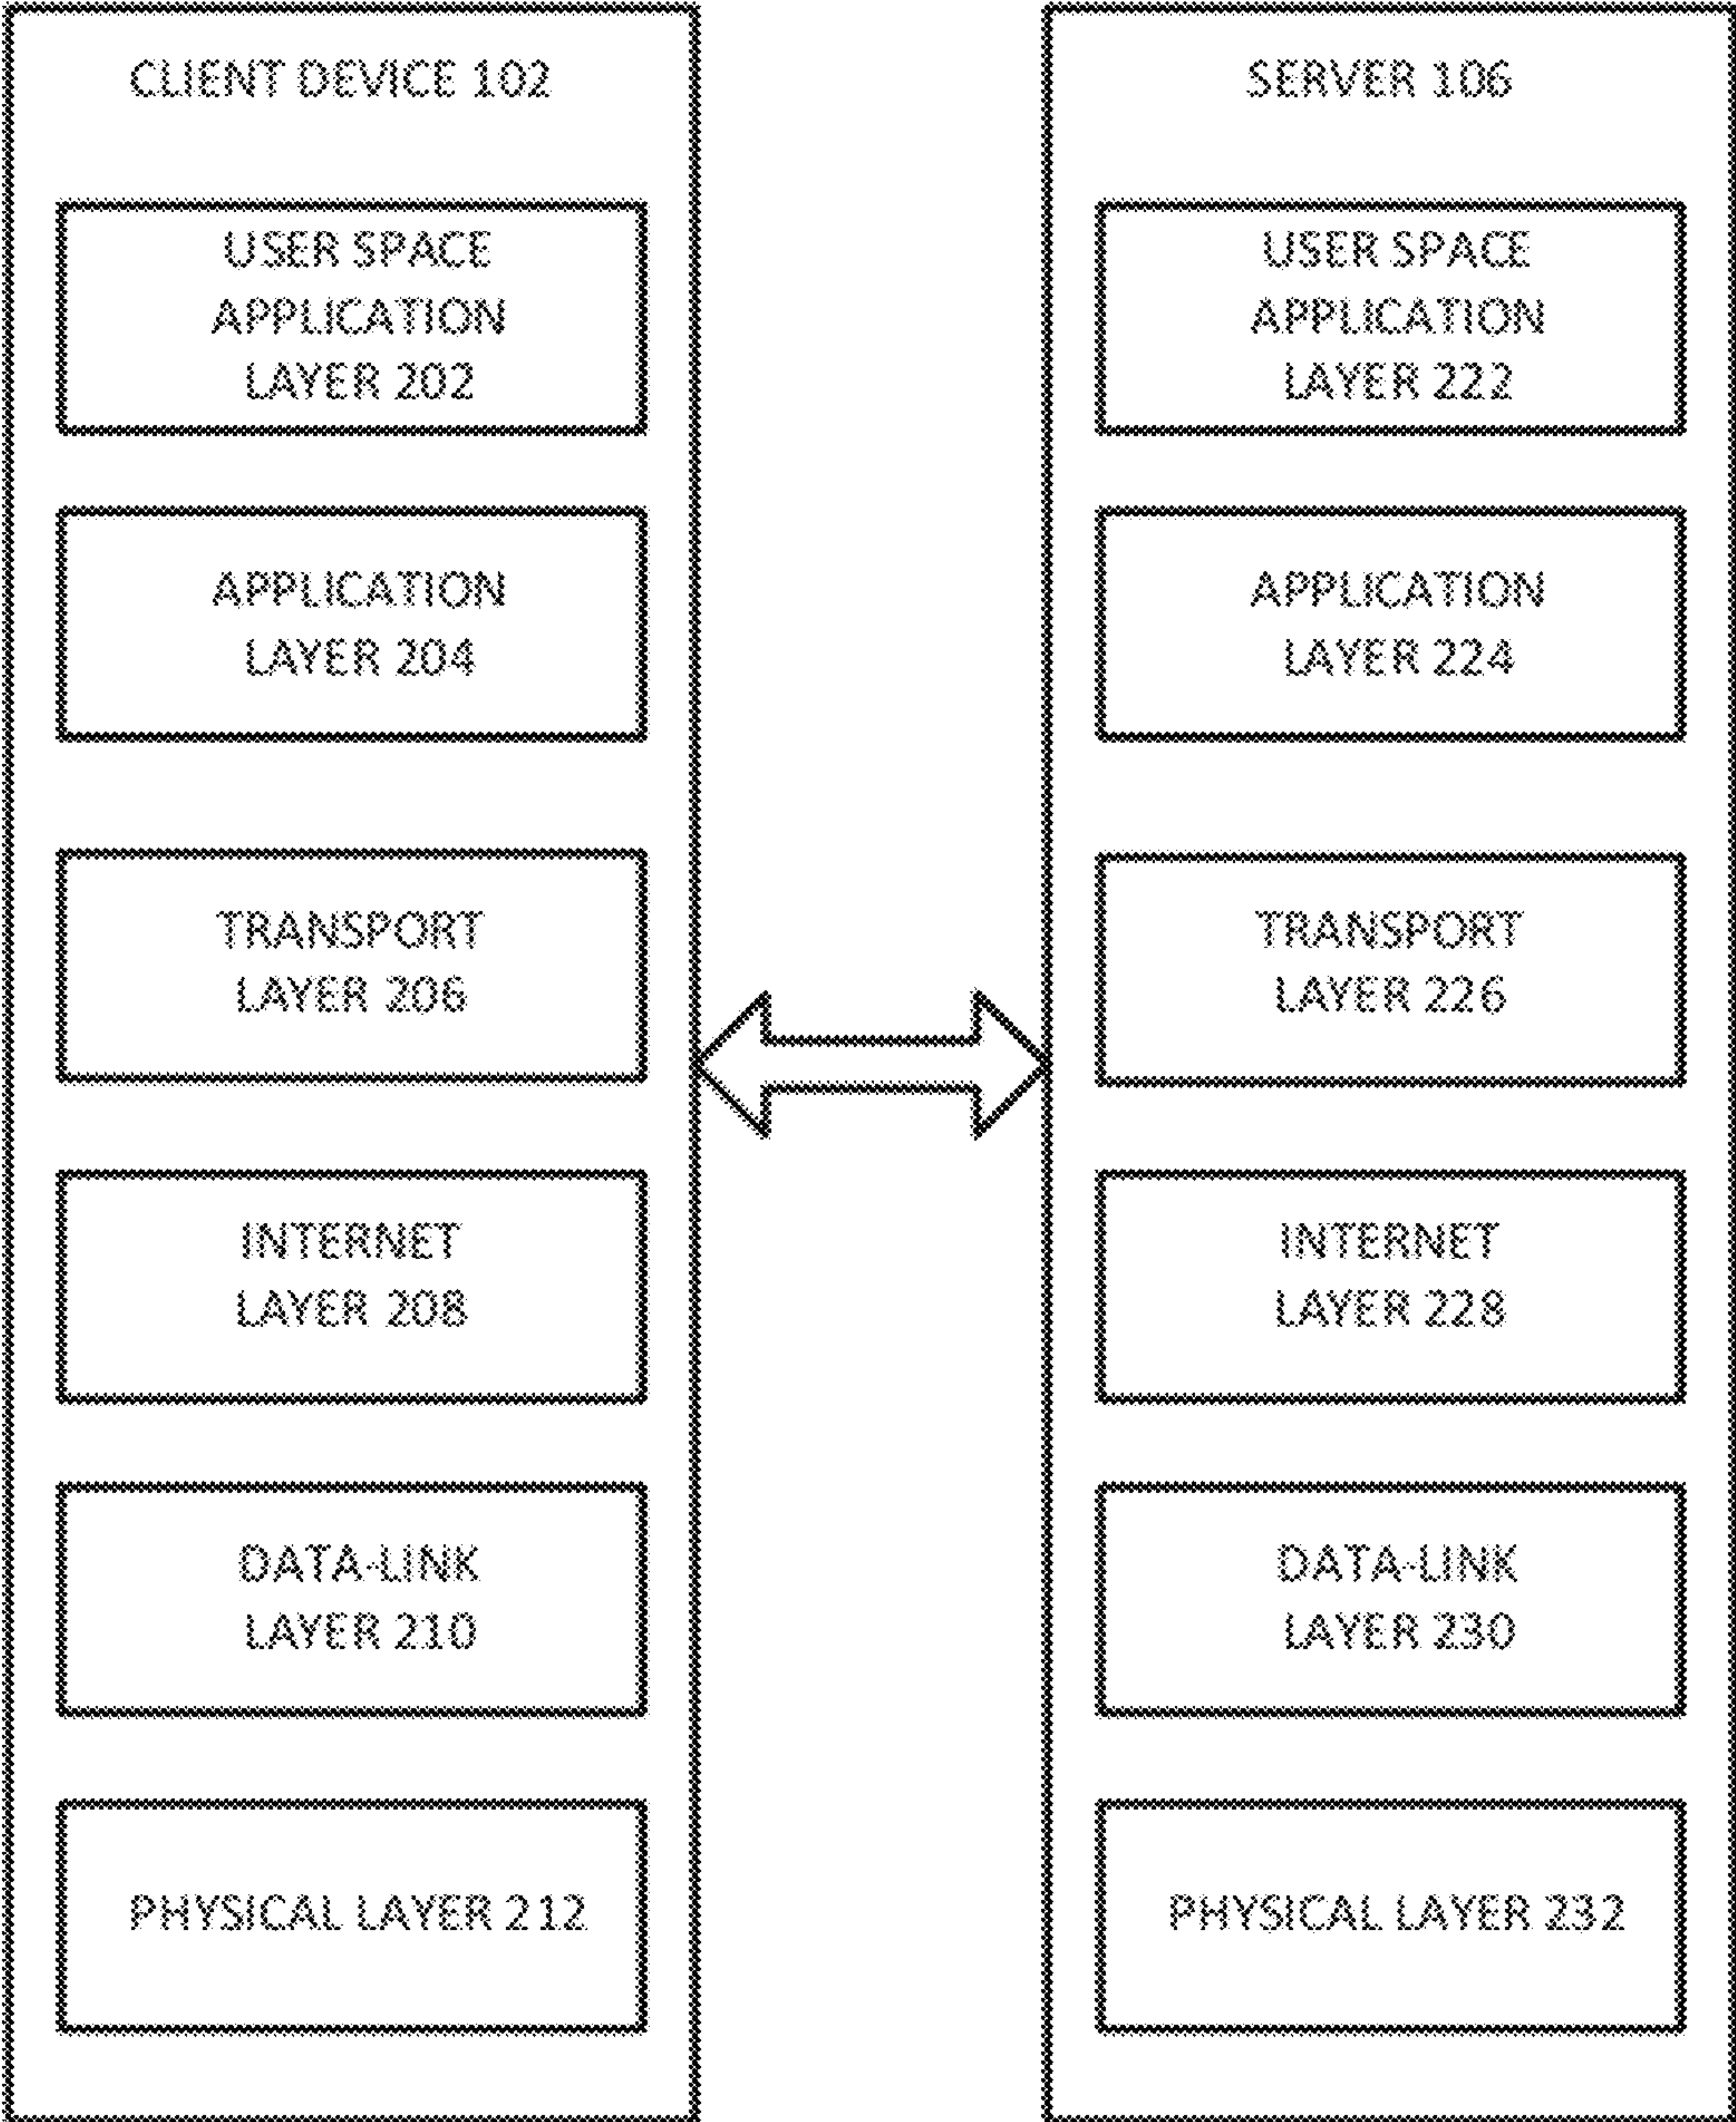 CLIENT DEVICE 102
USER SPACE
APPLICATION
LAYER 202
APPLICATION
LAYER 204
TRANSPORT
LAYER 206
INTERNET
LAYER 208
DATA-LINK
LAYER 210
PHYSICAL LAYER 212
SERVER 106
USER SPACE
APPLICATION
LAYER 222
APPLICATION
LAYER 224
TRANSPORT
LAYER 226
INTERNET
LAYER 228
DATA-LINK
LAYER 230
PHYSICAL LAYER 232